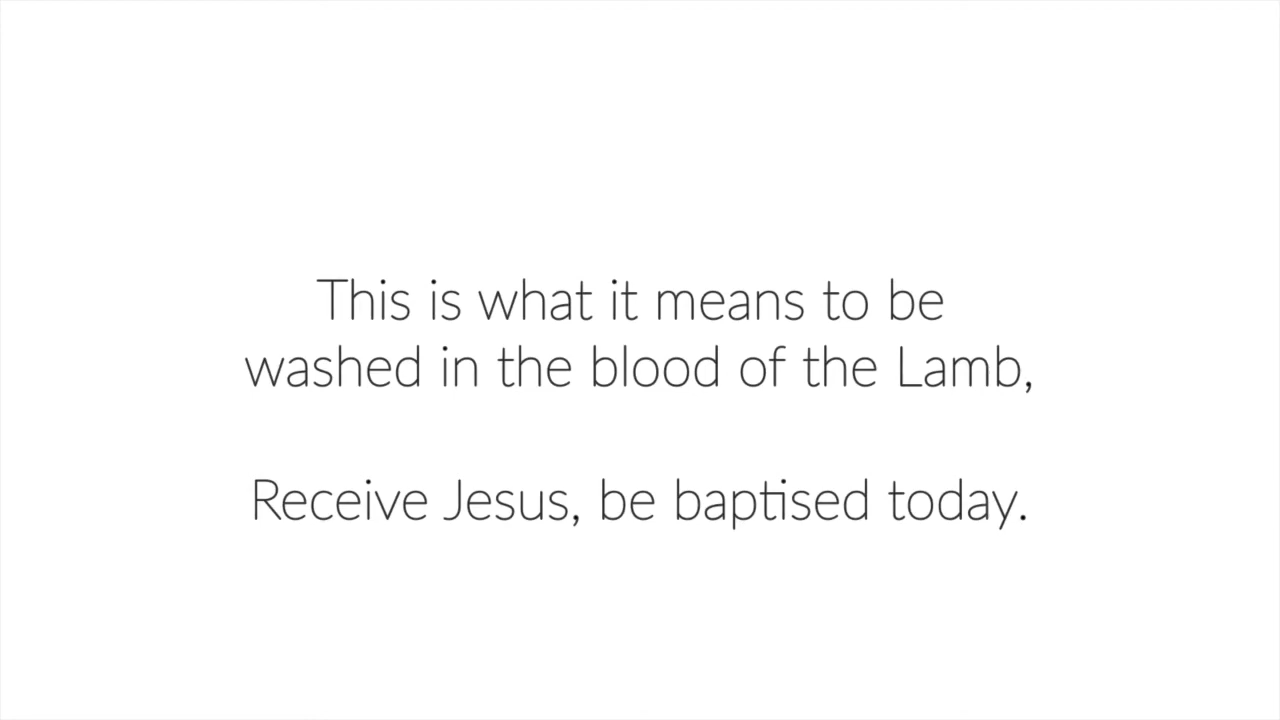 This is what it means to be
washed in the blood of the Lamb,
Receive Jesus, be baptised today.